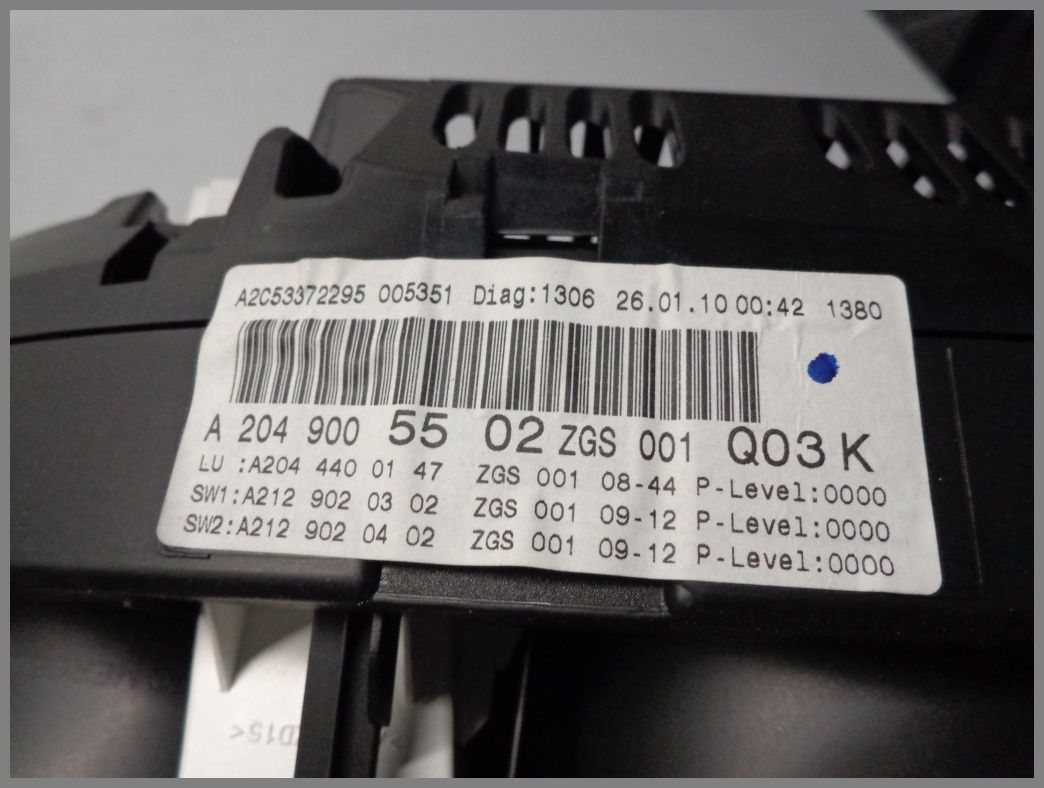 A2C53372295 005351 Diag:1306 26.01.10 00:42 1380
A 204 900 55 02 ZGS 001 Q03 K
LU :A204 440 01 47 ZGS 001 08-44 P-Level:0000
SW1:A212 902 03 02 ZGS 001 09-12 P-Level:0000
SW2:A212 902 04 02 ZGS 001 09-12 P-Level:0000